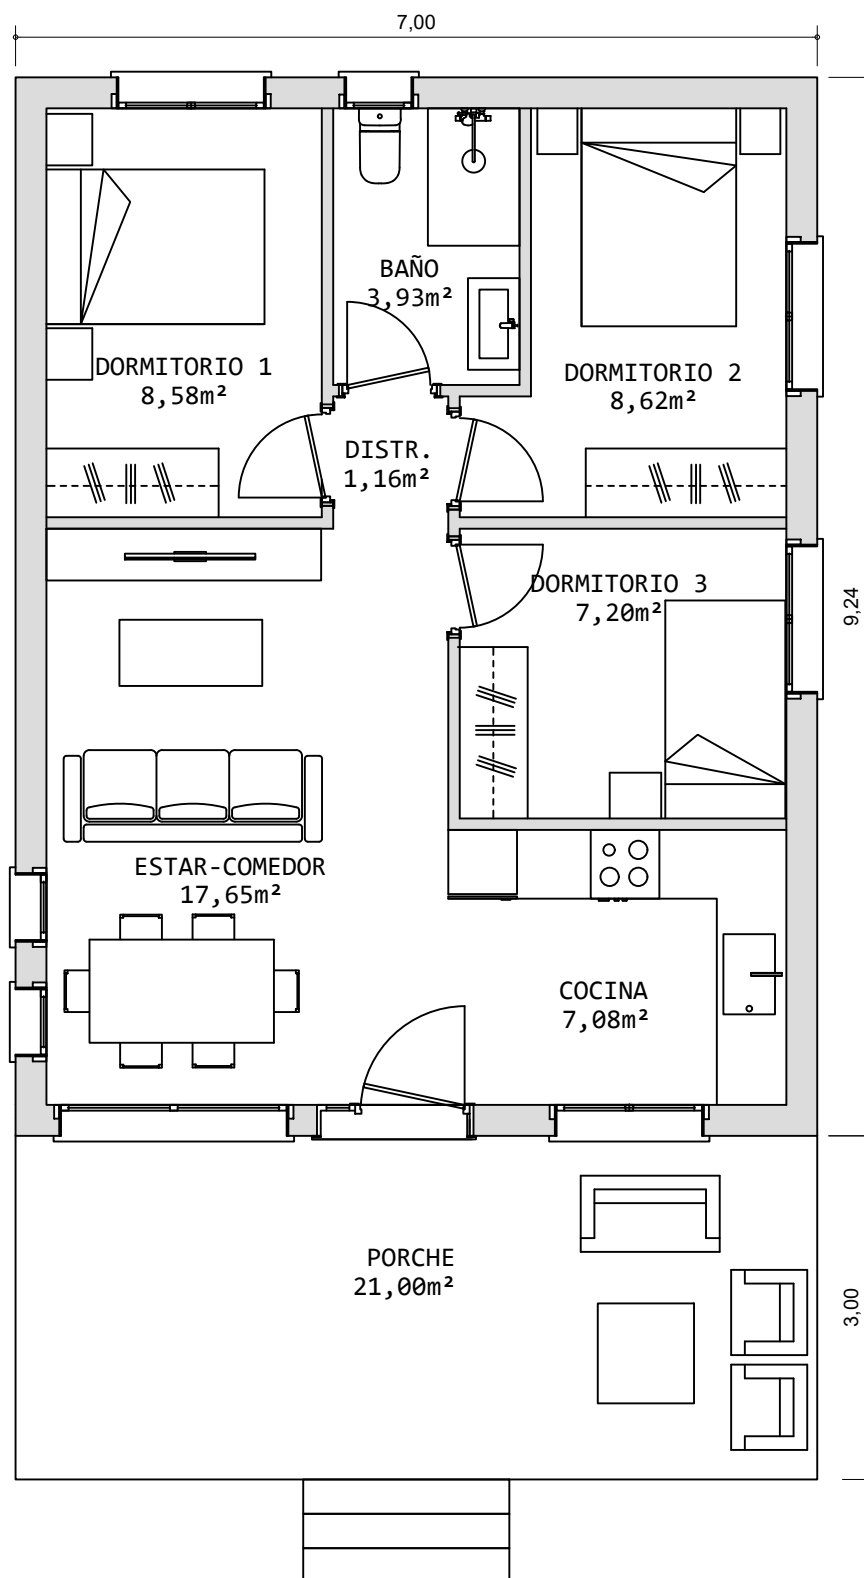 7,00
BAÑO
3,93m²
DORMITORIO 1
8,58m²
DORMITORIO 2
8,62m²
DISTR.
1,16m²
DORMITORIO 3
7,20m²
9,24
ESTAR-COMEDOR
17,65m²
COCINA
7,08m²
PORCHE
21,00m²
3,00